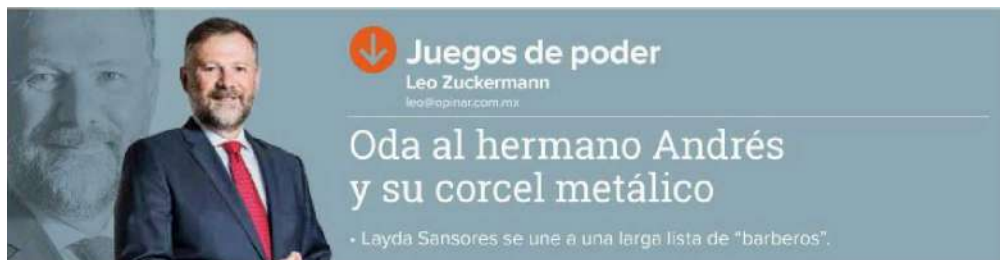 Juegos de poder
Leo Zuckermann
leo@opinar.com.mx
Oda al hermano Andrés
y su corcel metálico
• Layda Sansores se une a una larga lista de “barberos”.